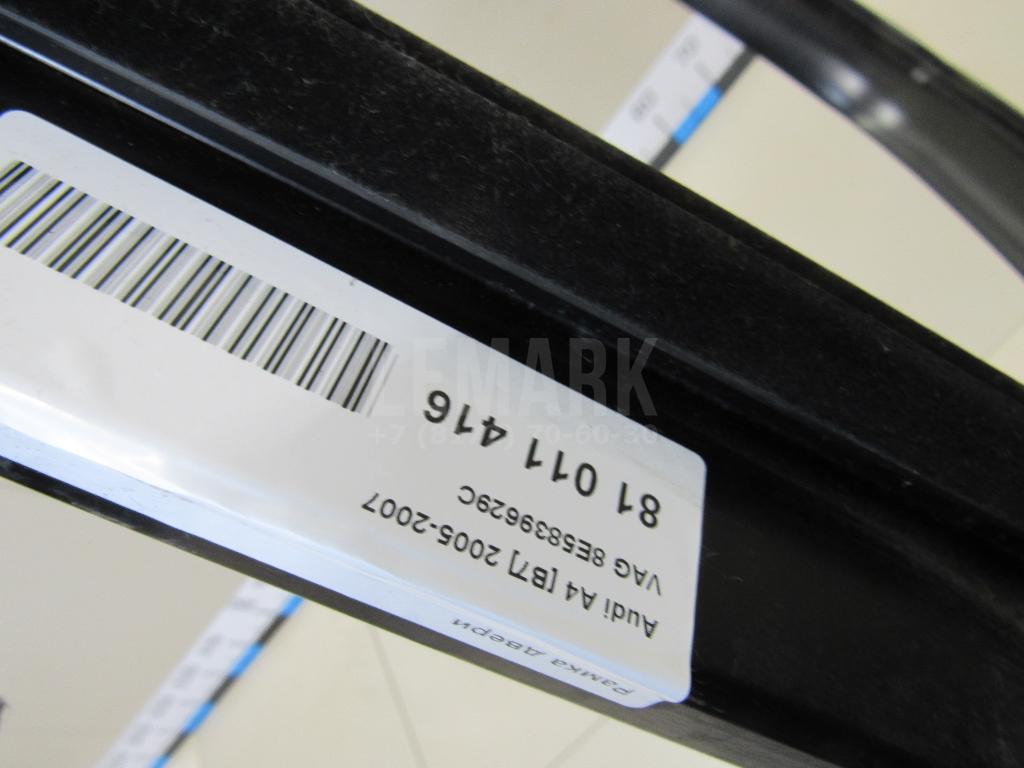 Рамка двери
Audi A4 [B7] 2005-2007
VAG 8E5839629C
81 011 416
LEMARK